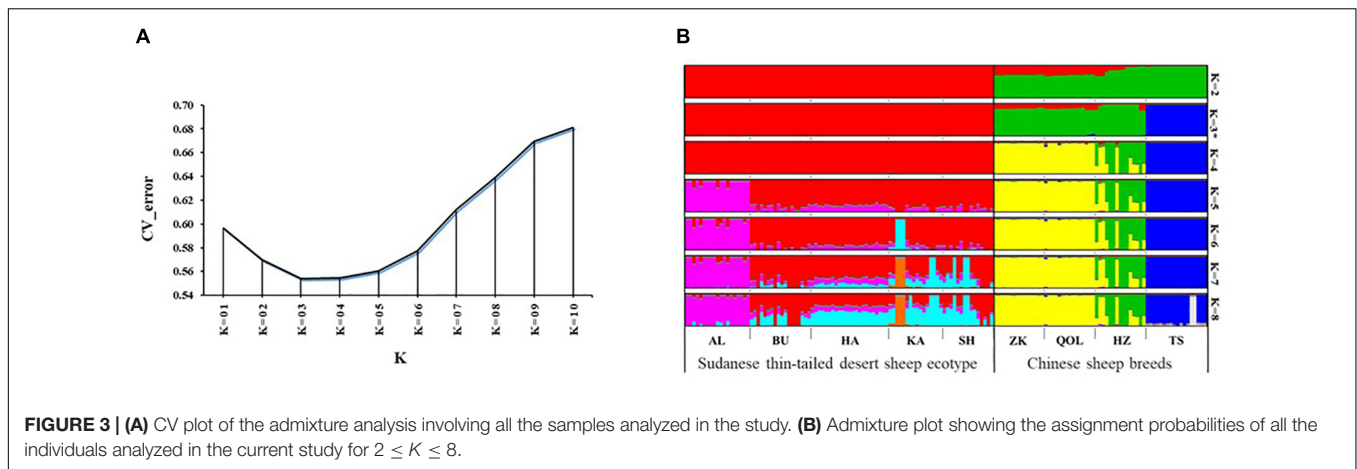 A
B
0.70
0.68
0.66
0.64
0.62
0.60
0.58
0.56
0.54
CV_error
K=01
K=02
K=03
K=04
K=05
K=06
K=07
K=08
K=09
K=10
K
K=2
K=3*
K=4
K=5
K=6
K=7
K=8
AL BU HA KA SH ZK QOL HZ TS
Sudanese thin-tailed desert sheep ecotype Chinese sheep breeds
FIGURE 3 | (A) CV plot of the admixture analysis involving all the samples analyzed in the study. (B) Admixture plot showing the assignment probabilities of all the
individuals analyzed in the current study for 2 ≤ K ≤ 8.